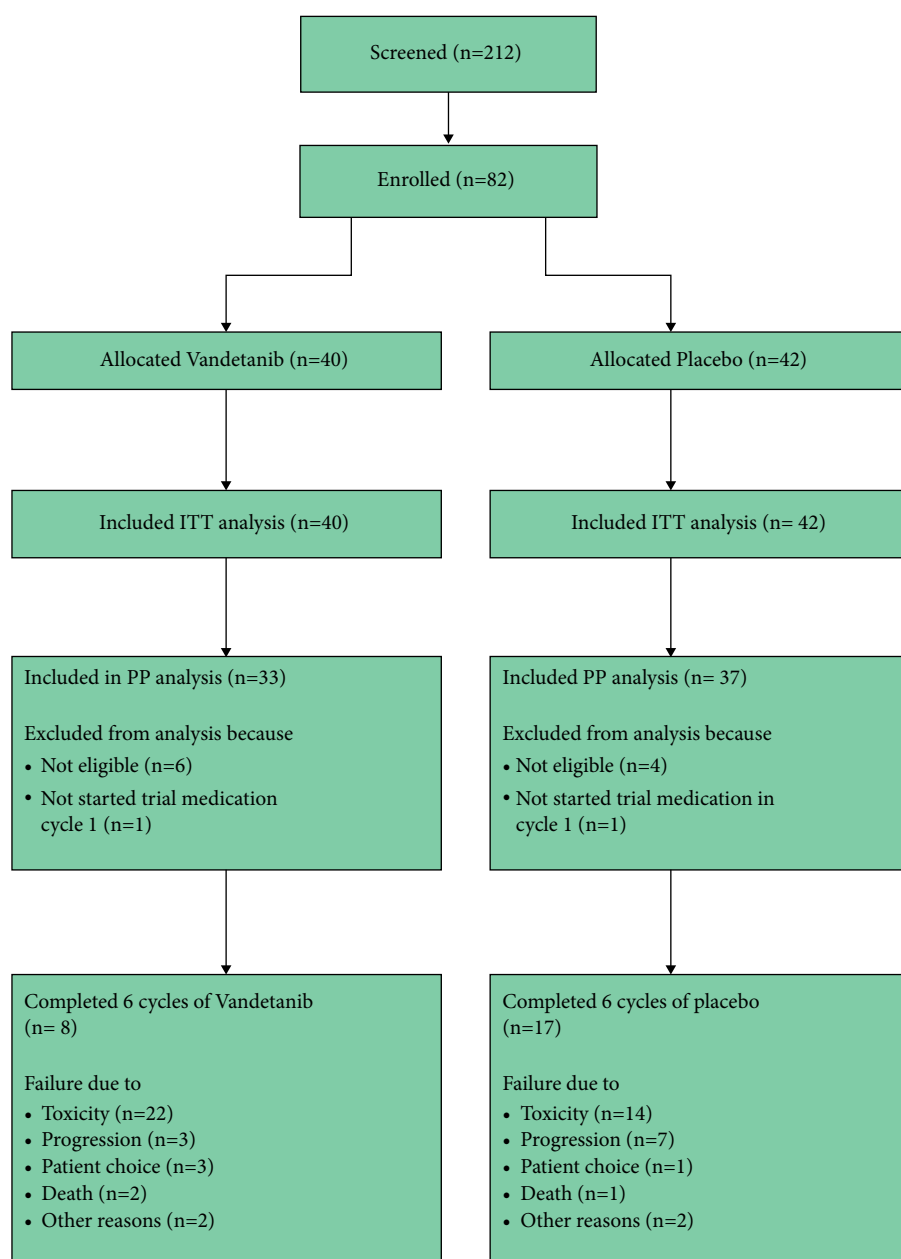 Screened (n=212)
Enrolled (n=82)
Allocated Vandetanib (n=40)
Allocated Placebo (n=42)
Included ITT analysis (n=40)
Included ITT analysis (n= 42)
Included in PP analysis (n=33)
Excluded from analysis because
• Not eligible (n=6)
• Not started trial medication
cycle 1 (n=1)
Included PP analysis (n= 37)
Excluded from analysis because
• Not eligible (n=4)
• Not started trial medication in
cycle 1 (n=1)
Completed 6 cycles of Vandetanib
(n= 8)
Failure due to
• Toxicity (n=22)
• Progression (n=3)
• Patient choice (n=3)
• Death (n=2)
• Other reasons (n=2)
Completed 6 cycles of placebo
(n=17)
Failure due to
• Toxicity (n=14)
• Progression (n=7)
• Patient choice (n=1)
• Death (n=1)
• Other reasons (n=2)